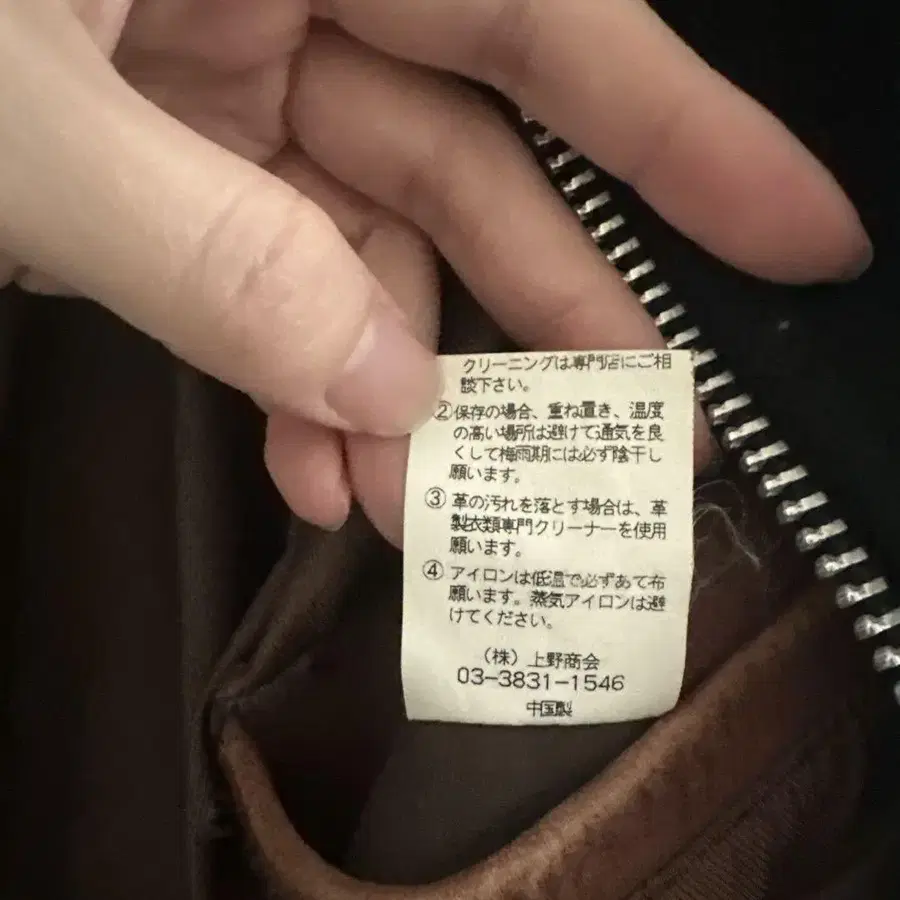 クリーニングは専門店にご相
談下さい。
②保存の場合、重ね置き、温度
の高い場所は避けて通気を良
くして梅雨期には必ず陰干し
願います。
③革の汚れを落とす場合は、革
製衣類専門クリーナーを使用
願います。
④アイロンは低温で必ずあて布
願います。蒸気アイロンは避
けてください。
(株)上野商会
03-3831-1546
中国製